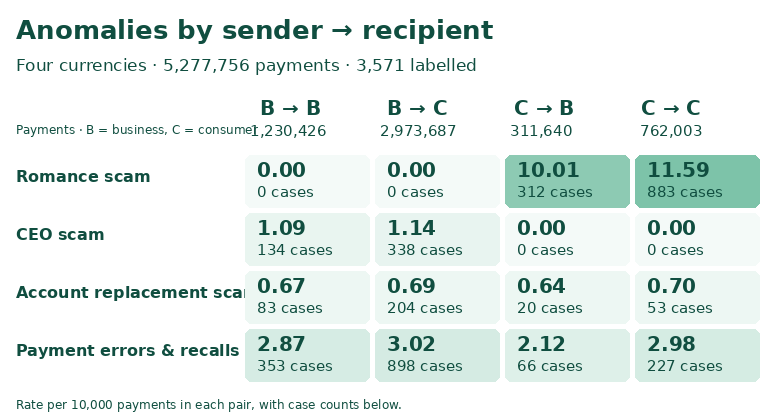 Anomalies by sender → recipient
Four currencies · 5,277,756 payments · 3,571 labelled
B → B B → C C → B C → C
Payments · B = business, C = consumer 1,230,426 2,973,687 311,640 762,003
Romance scam 0.00 0.00 10.01 11.59
0 cases 0 cases 312 cases 883 cases
CEO scam 1.09 1.14 0.00 0.00
134 cases 338 cases 0 cases 0 cases
Account replacement scam 0.67 0.69 0.64 0.70
83 cases 204 cases 20 cases 53 cases
Payment errors & recalls 2.87 3.02 2.12 2.98
353 cases 898 cases 66 cases 227 cases
Rate per 10,000 payments in each pair, with case counts below.